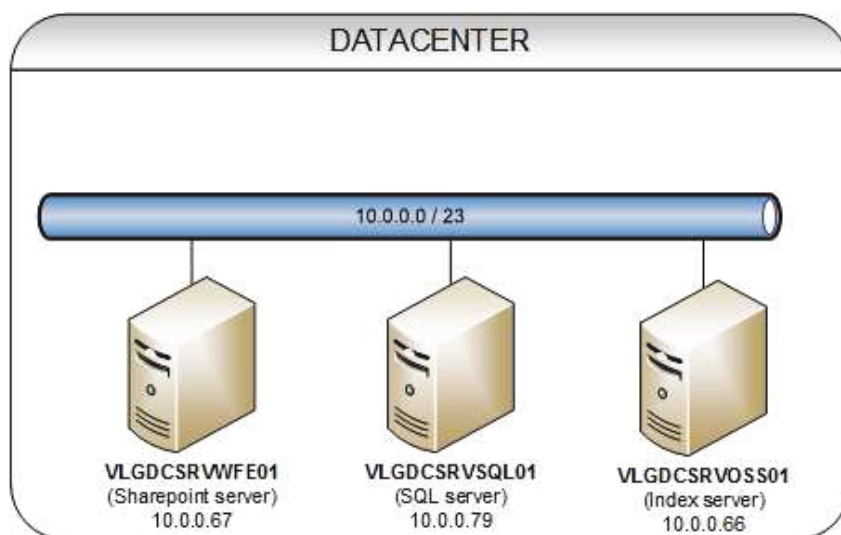 DATACENTER
10.0.0.0 / 23
VLGDCSRVWFE01
(Sharepoint server)
10.0.0.67
VLGDCSRVSQL01
(SQL server)
10.0.0.79
VLGDCSRVOSS01
(Index server)
10.0.0.66